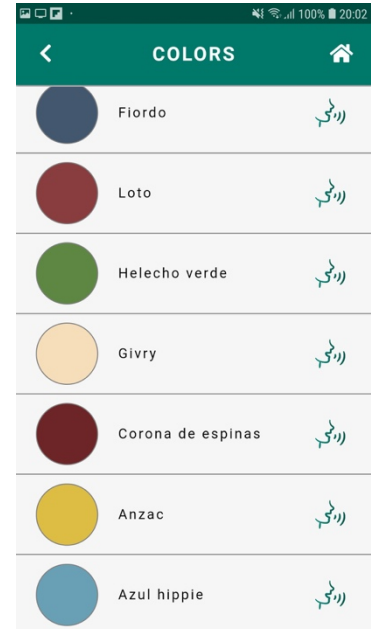 100% 20:02
COLORS
Fiordo
Loto
Helecho verde
Givry
Corona de espinas
Anzac
Azul hippie